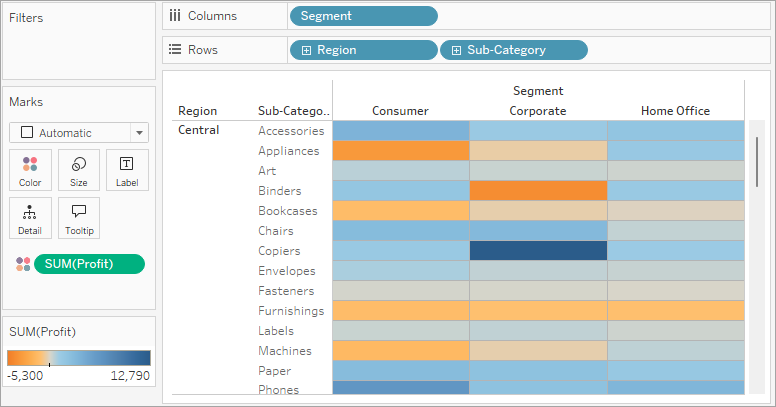 Filters
Columns
Segment
Rows
Region
Sub-Category
Marks
Automatic
Color
Size
Label
Detail
Tooltip
SUM(Profit)
SUM(Profit)
-5,300 12,790
Segment
Region Sub-Catego.. Consumer Corporate Home Office
Central Accessories
Appliances
Art
Binders
Bookcases
Chairs
Copiers
Envelopes
Fasteners
Furnishings
Labels
Machines
Paper
Phones